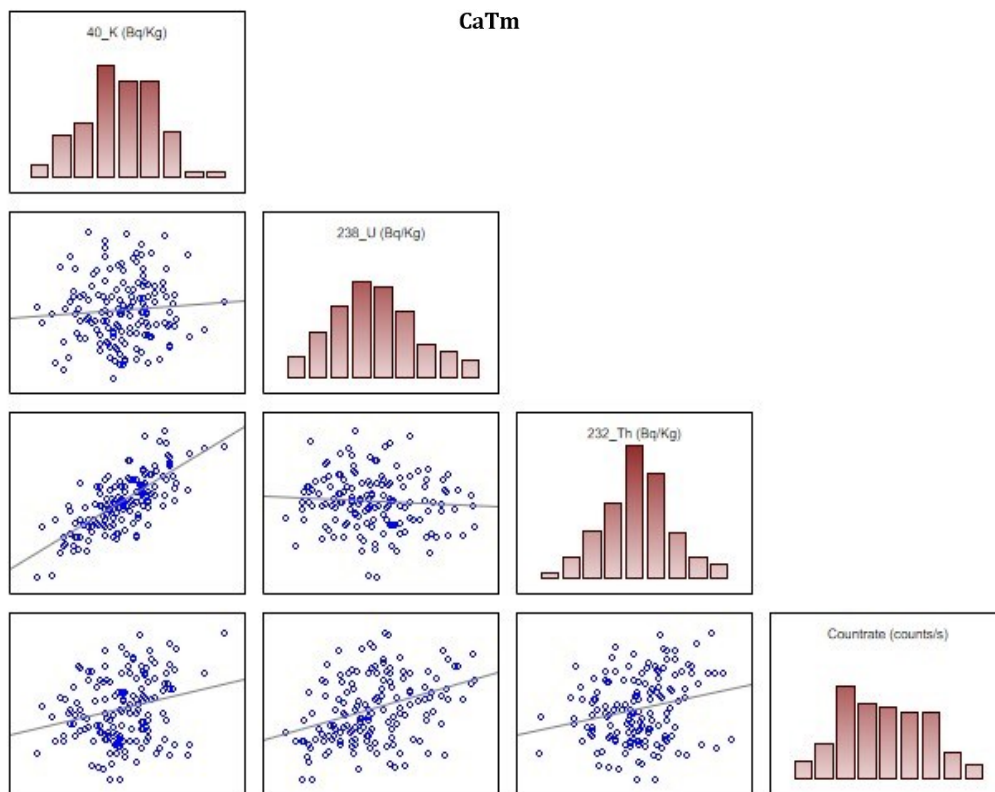 CaTm
40_K (Bq/Kg)
238_U (Bq/Kg)
232_Th (Bq/Kg)
Countrate (counts/s)